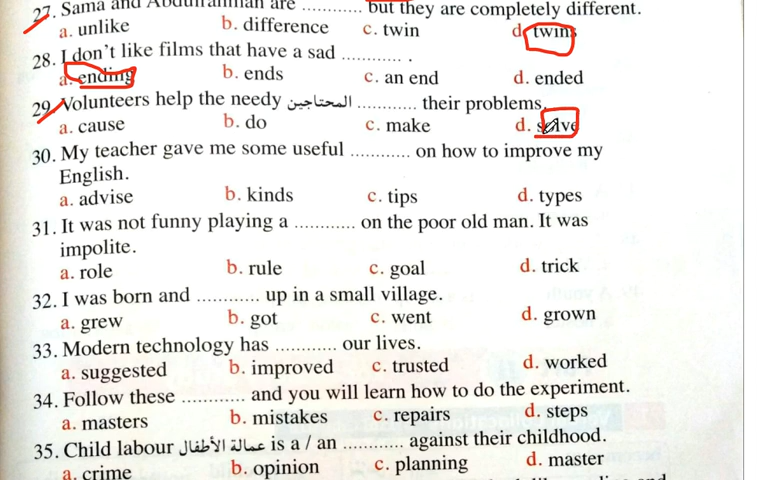 27. Sama and Abdulrahman are ............ but they are completely different.
a. unlike b. difference c. twin d. twins
28. I don't like films that have a sad ............ .
a. ending b. ends c. an end d. ended
29. Volunteers help the needy المحتاجين ............ their problems.
a. cause b. do c. make d. solve
30. My teacher gave me some useful ............ on how to improve my
English.
a. advise b. kinds c. tips d. types
31. It was not funny playing a ............ on the poor old man. It was
impolite.
a. role b. rule c. goal d. trick
32. I was born and ............ up in a small village.
a. grew b. got c. went d. grown
33. Modern technology has ............ our lives.
a. suggested b. improved c. trusted d. worked
34. Follow these ............ and you will learn how to do the experiment.
a. masters b. mistakes c. repairs d. steps
35. Child labour عمالة الأطفال is a / an ............ against their childhood.
a. crime b. opinion c. planning d. master